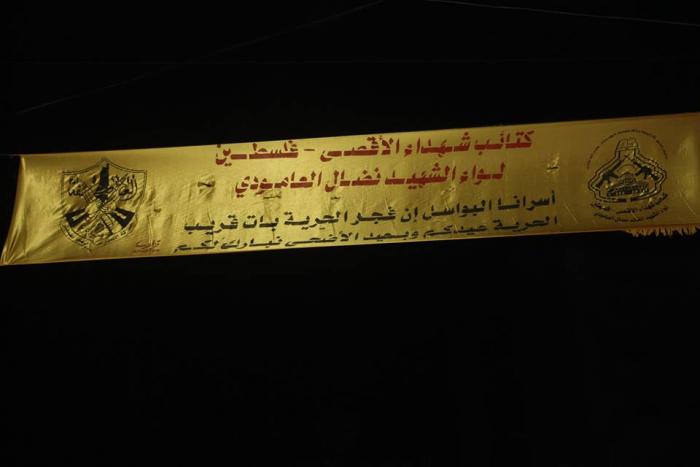 كتائب شهداء الأقصى - فلسطين
لواء الشهيد نضال العامودي
أسرانا البواسل إن فجر الحرية بات قريب
الحرية عيدكم وبعيد الأضحى نبارك لكم